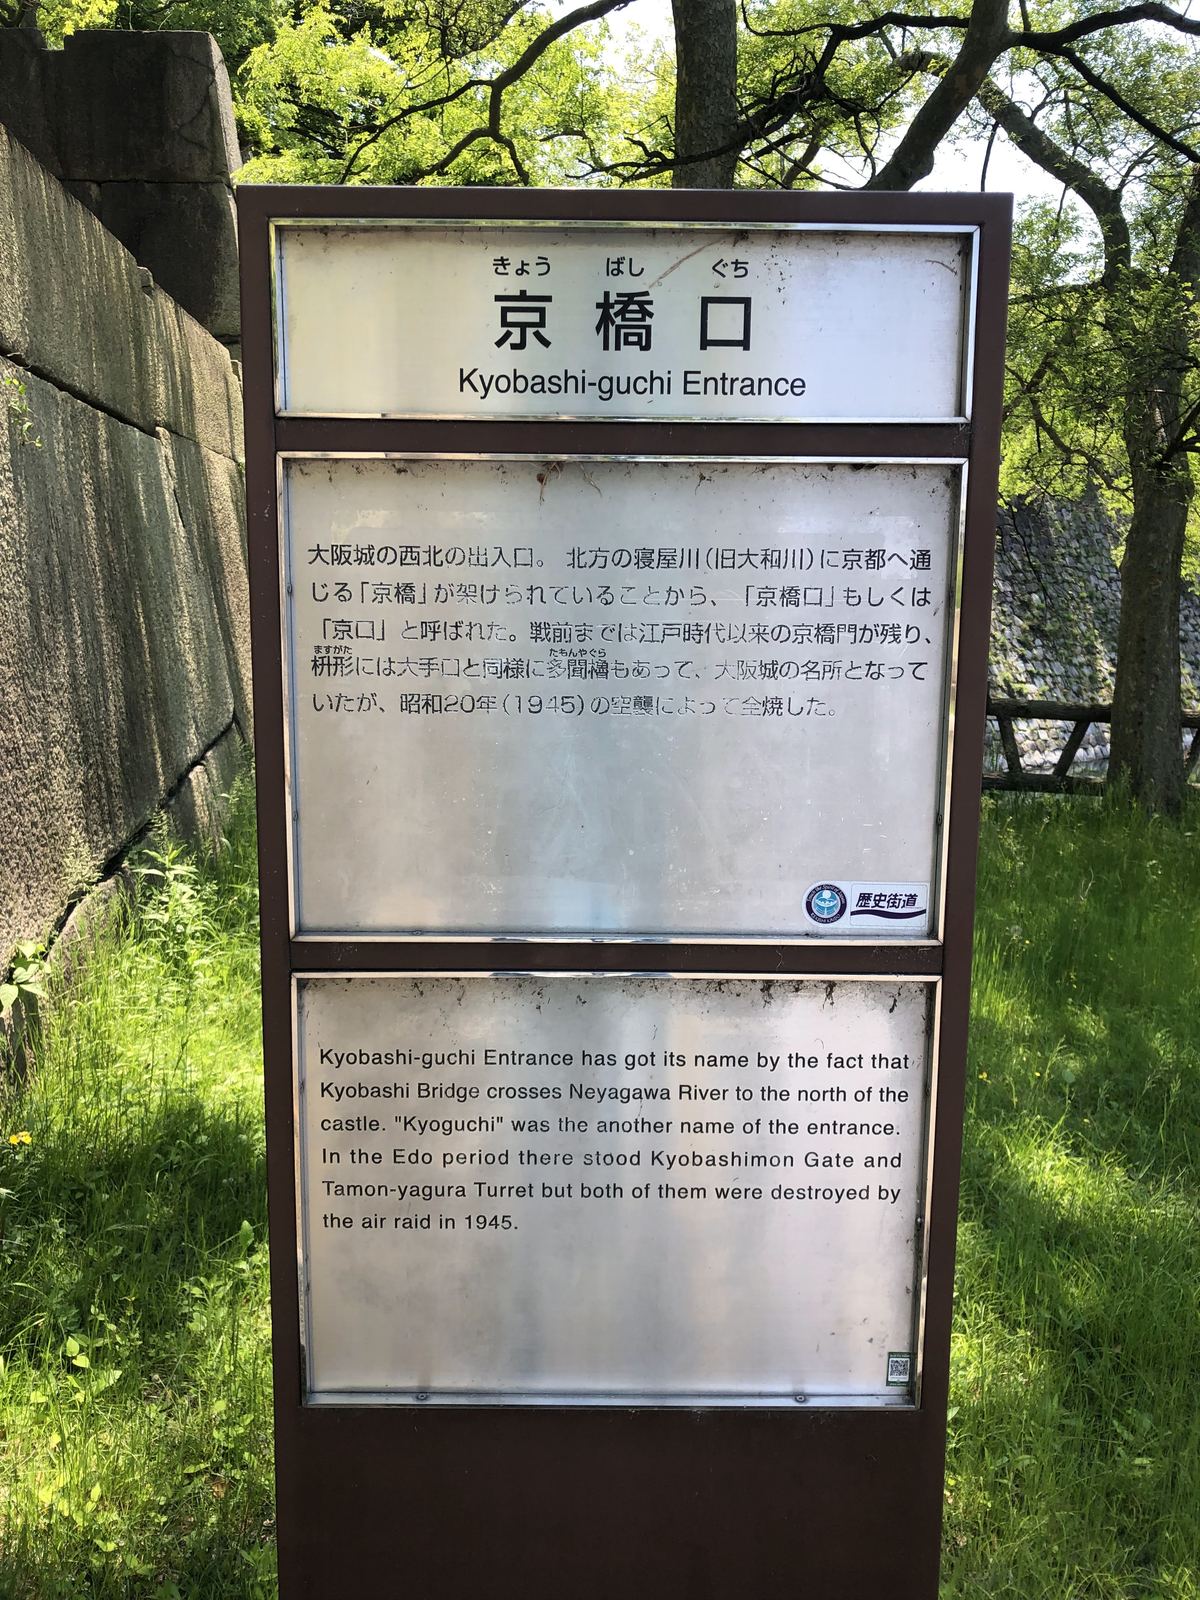 きょう ばし ぐち
京橋口
Kyobashi-guchi Entrance
大阪城の西北の出入口。 北方の寝屋川(旧大和川)に京都へ通
じる「京橋」が架けられていることから、「京橋口」もしくは
「京口」と呼ばれた。戦前までは江戸時代以来の京橋門が残り、
ますがた たもんやぐら
枡形には大手口と同様に多聞櫓もあって、大阪城の名所となって
いたが、昭和20年(1945)の空襲によって全焼した。
歴史街道
Kyobashi-guchi Entrance has got its name by the fact that
Kyobashi Bridge crosses Neyagawa River to the north of the
castle. "Kyoguchi" was the another name of the entrance.
In the Edo period there stood Kyobashimon Gate and
Tamon-yagura Turret but both of them were destroyed by
the air raid in 1945.